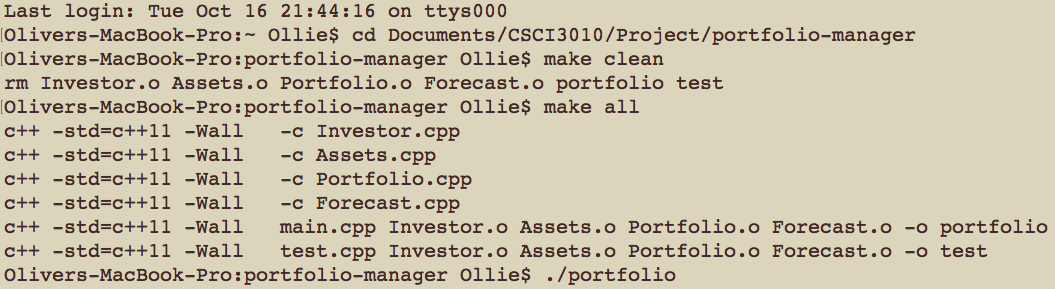 Last login: Tue Oct 16 21:44:16 on ttys000
[Olivers-MacBook-Pro:~ Ollie$ cd Documents/CSCI3010/Project/portfolio-manager
[Olivers-MacBook-Pro:portfolio-manager Ollie$ make clean
rm Investor.o Assets.o Portfolio.o Forecast.o portfolio test
[Olivers-MacBook-Pro:portfolio-manager Ollie$ make all
c++ -std=c++11 -Wall   -c Investor.cpp
c++ -std=c++11 -Wall   -c Assets.cpp
c++ -std=c++11 -Wall   -c Portfolio.cpp
c++ -std=c++11 -Wall   -c Forecast.cpp
c++ -std=c++11 -Wall   main.cpp Investor.o Assets.o Portfolio.o Forecast.o -o portfolio
c++ -std=c++11 -Wall   test.cpp Investor.o Assets.o Portfolio.o Forecast.o -o test
Olivers-MacBook-Pro:portfolio-manager Ollie$ ./portfolio